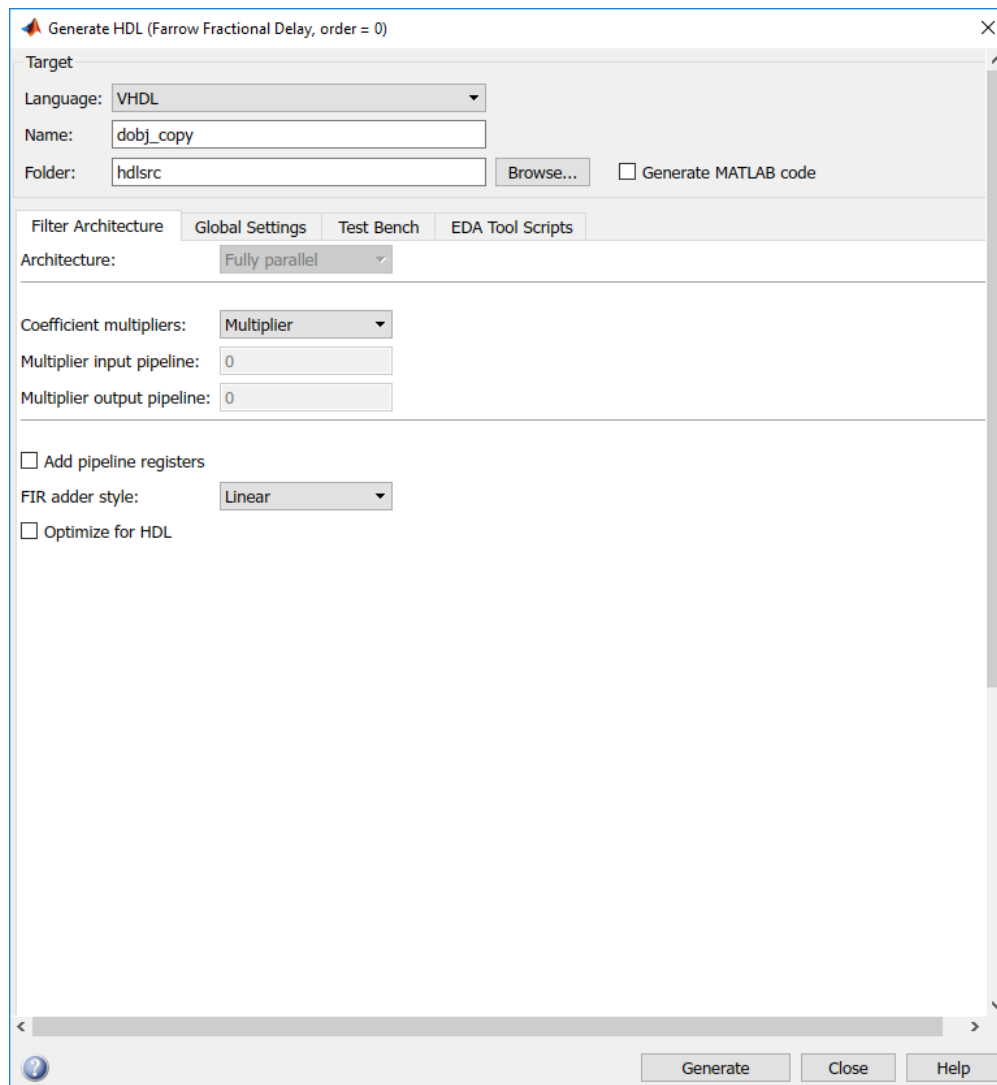 Generate HDL (Farrow Fractional Delay, order = 0)
Target
Language: VHDL
Name: dobj_copy
Folder: hdlsrc Browse... Generate MATLAB code
Filter Architecture Global Settings Test Bench EDA Tool Scripts
Architecture: Fully parallel
Coefficient multipliers: Multiplier
Multiplier input pipeline: 0
Multiplier output pipeline: 0
Add pipeline registers
FIR adder style: Linear
Optimize for HDL
? Generate Close Help